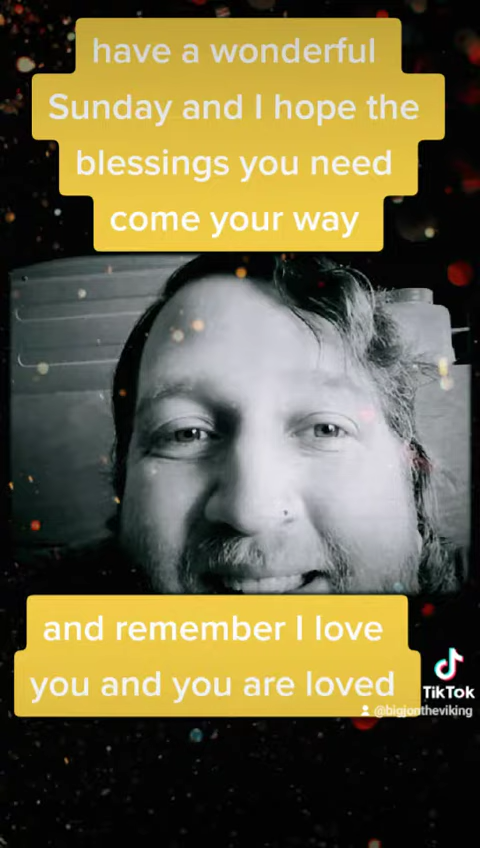 have a wonderful
Sunday and I hope the
blessings you need
come your way
and remember I love
you and you are loved
TikTok
@bigjontheviking